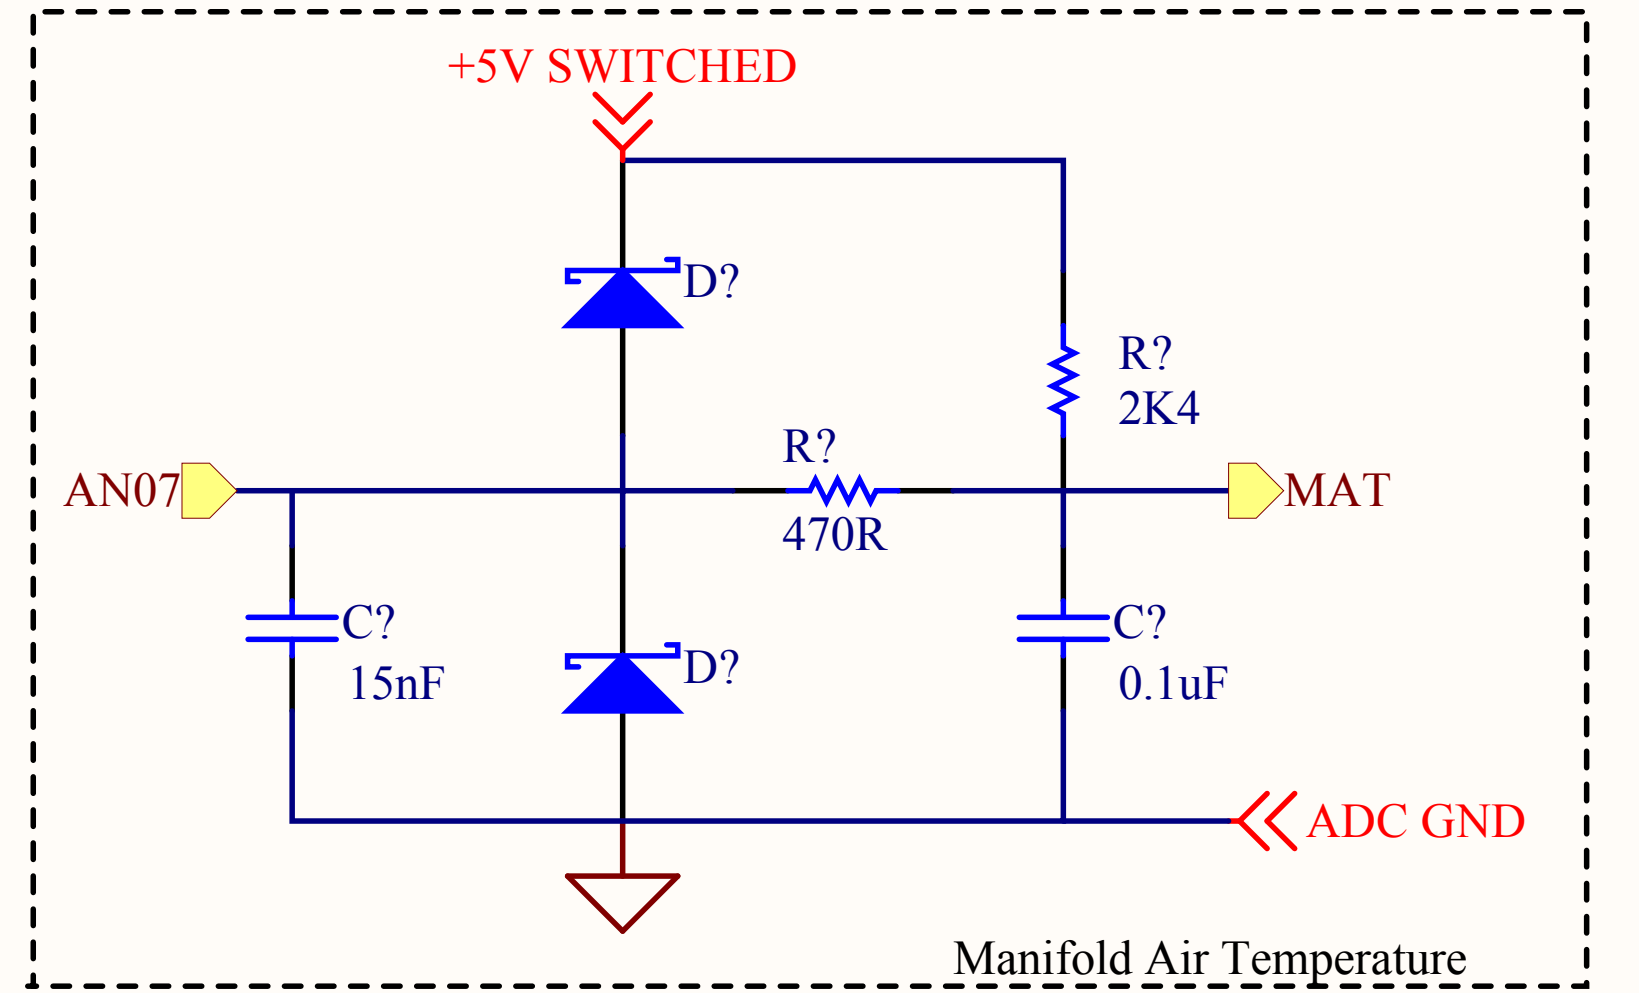 +5V SWITCHED
D?
R?
2K4
R?
470R
AN07
MAT
C?
15nF
D?
C?
0.1uF
ADC GND
Manifold Air Temperature